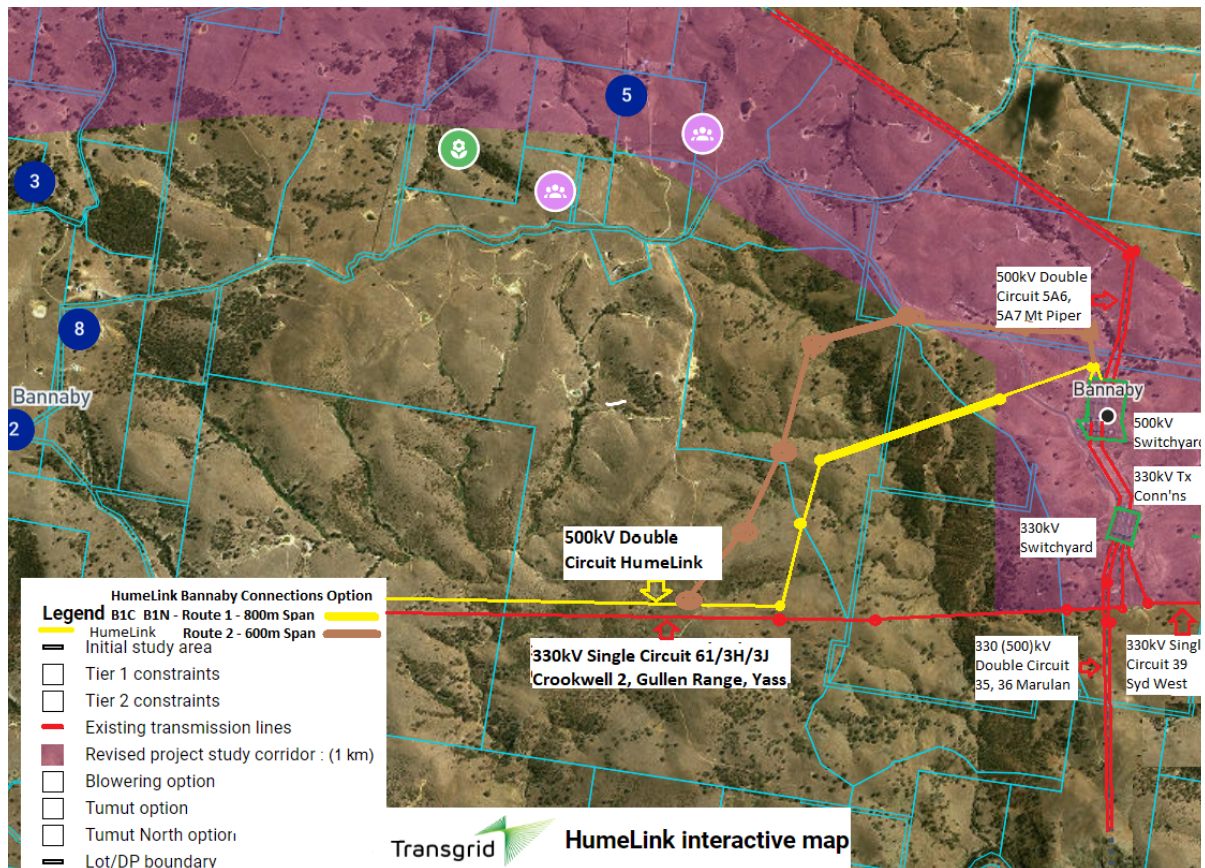 5
3
500kV Double
Circuit 5A6,
5A7 Mt Piper
8
Bannaby
Bannaby
2
500kV
Switchyard
330kV Tx
Conn'ns
330kV
Switchyard
500kV Double
Circuit HumeLink
HumeLink Bannaby Connections Option
Legend B1C B1N - Route 1 - 800m Span
HumeLink Route 2 - 600m Span
Initial study area
Tier 1 constraints
Tier 2 constraints
Existing transmission lines
Revised project study corridor : (1 km)
Blowering option
Tumut option
Tumut North option
Lot/DP boundary
330kV Single Circuit 61/3H/3J
Crookwell 2, Gullen Range, Yass
330 (500)kV
Double Circuit
35, 36 Marulan
330kV Singl
Circuit 39
Syd West
Transgrid HumeLink interactive map